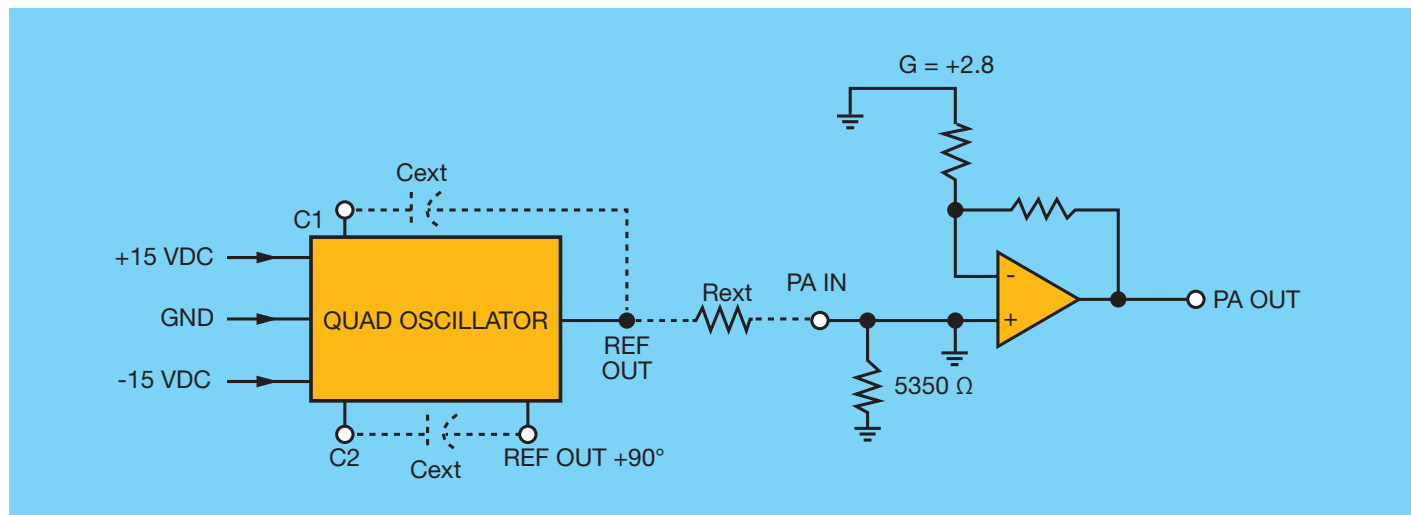 G = +2.8
Cext
C1
+15 VDC
GND
-15 VDC
QUAD OSCILLATOR
REF
OUT
Rext
PA IN
-
+
PA OUT
5350 Ω
C2
Cext
REF OUT +90°